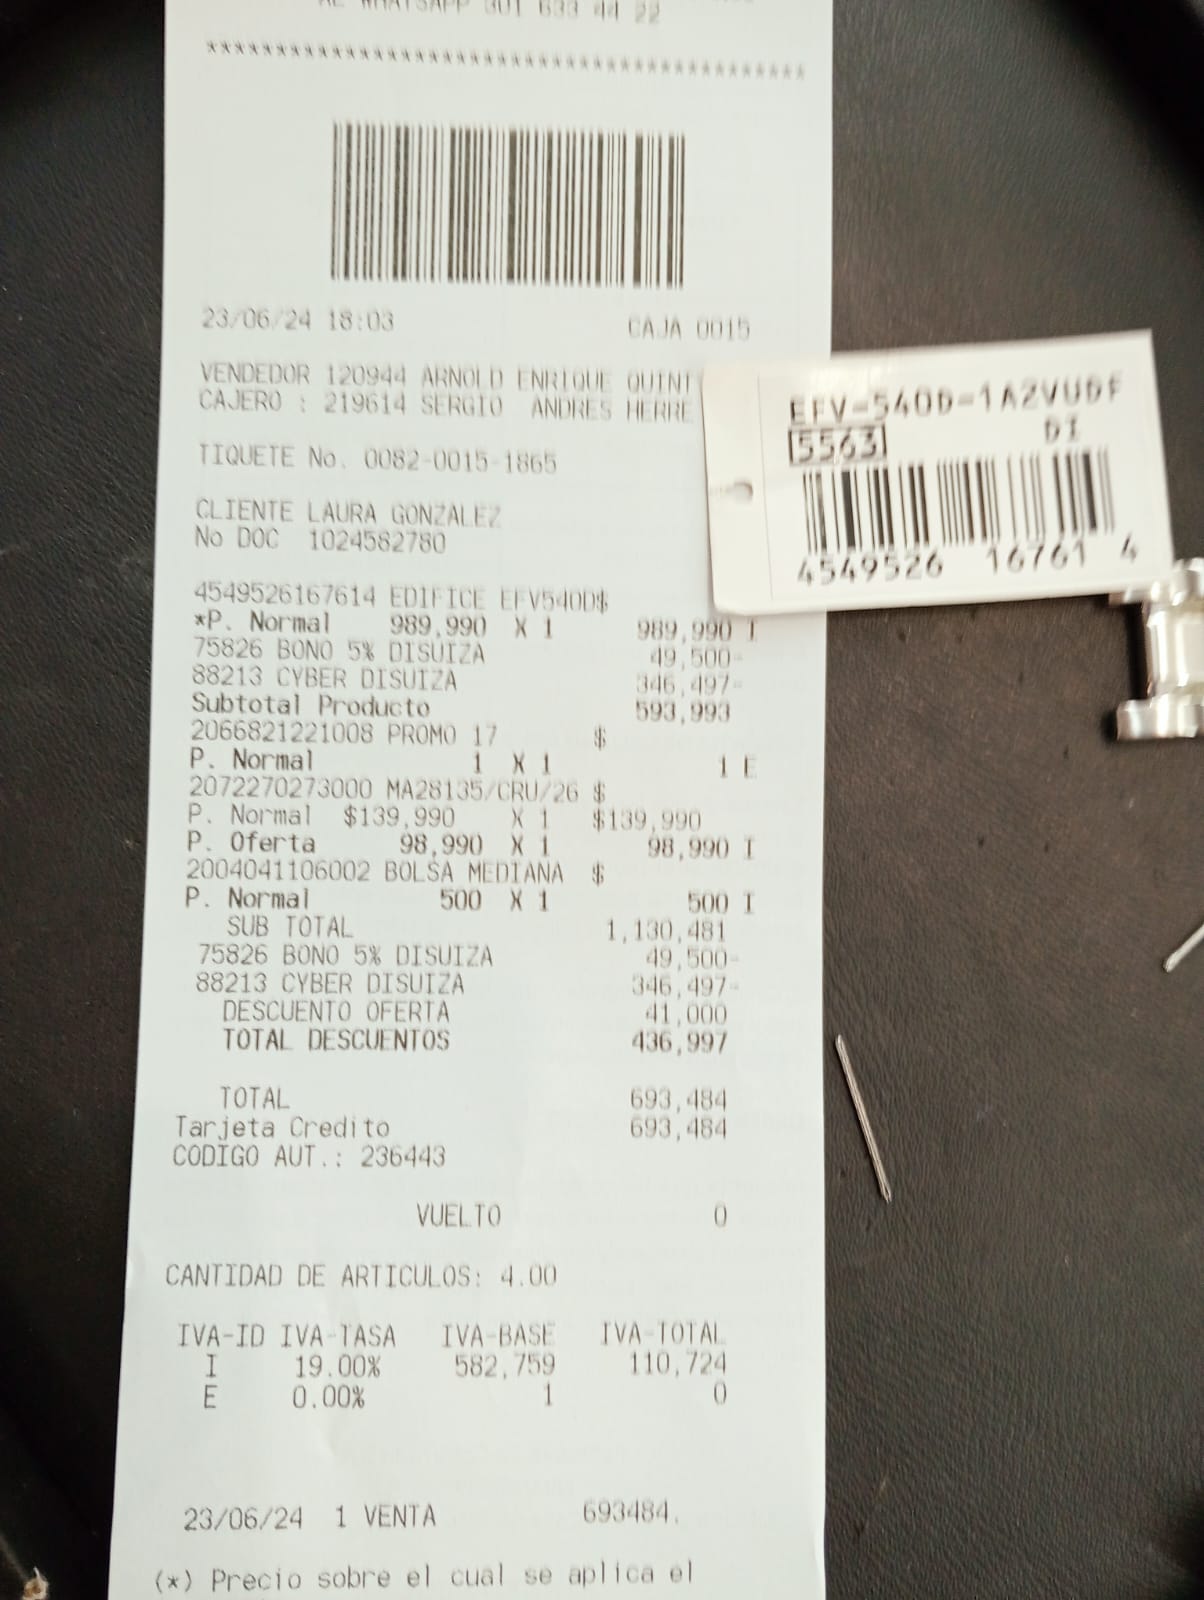 AL WHATSAPP 301 633 44 22
*******************************************
23/06/24 18:03 CAJA 0015
VENDEDOR 120944 ARNOLD ENRIQUE QUINT
CAJERO : 219614 SERGIO ANDRES HERRE
TIQUETE No. 0082-0015-1865
CLIENTE LAURA GONZALEZ
No DOC 1024582780
4549526167614 EDIFICE EFV540D$
*P. Normal 989,990 X 1 989,990 I
75826 BONO 5% DISUIZA 49,500-
88213 CYBER DISUIZA 346,497-
Subtotal Producto 593,993
2066821221008 PROMO 17 $
P. Normal 1 X 1 1 E
2072270273000 MA28135/CRU/26 $
P. Normal $139,990 X 1 $139,990
P. Oferta 98,990 X 1 98,990 I
2004041106002 BOLSA MEDIANA $
P. Normal 500 X 1 500 I
SUB TOTAL 1,130,481
75826 BONO 5% DISUIZA 49,500-
88213 CYBER DISUIZA 346,497-
DESCUENTO OFERTA 41,000
TOTAL DESCUENTOS 436,997
TOTAL 693,484
Tarjeta Credito 693,484
CODIGO AUT.: 236443
VUELTO 0
CANTIDAD DE ARTICULOS: 4.00
IVA-ID IVA-TASA IVA-BASE IVA-TOTAL
I 19.00% 582,759 110,724
E 0.00% 1 0
23/06/24 1 VENTA 693484.
(*) Precio sobre el cual se aplica el
EFV-540D-1A2VUDF
5563 DI
4549526 16761 4